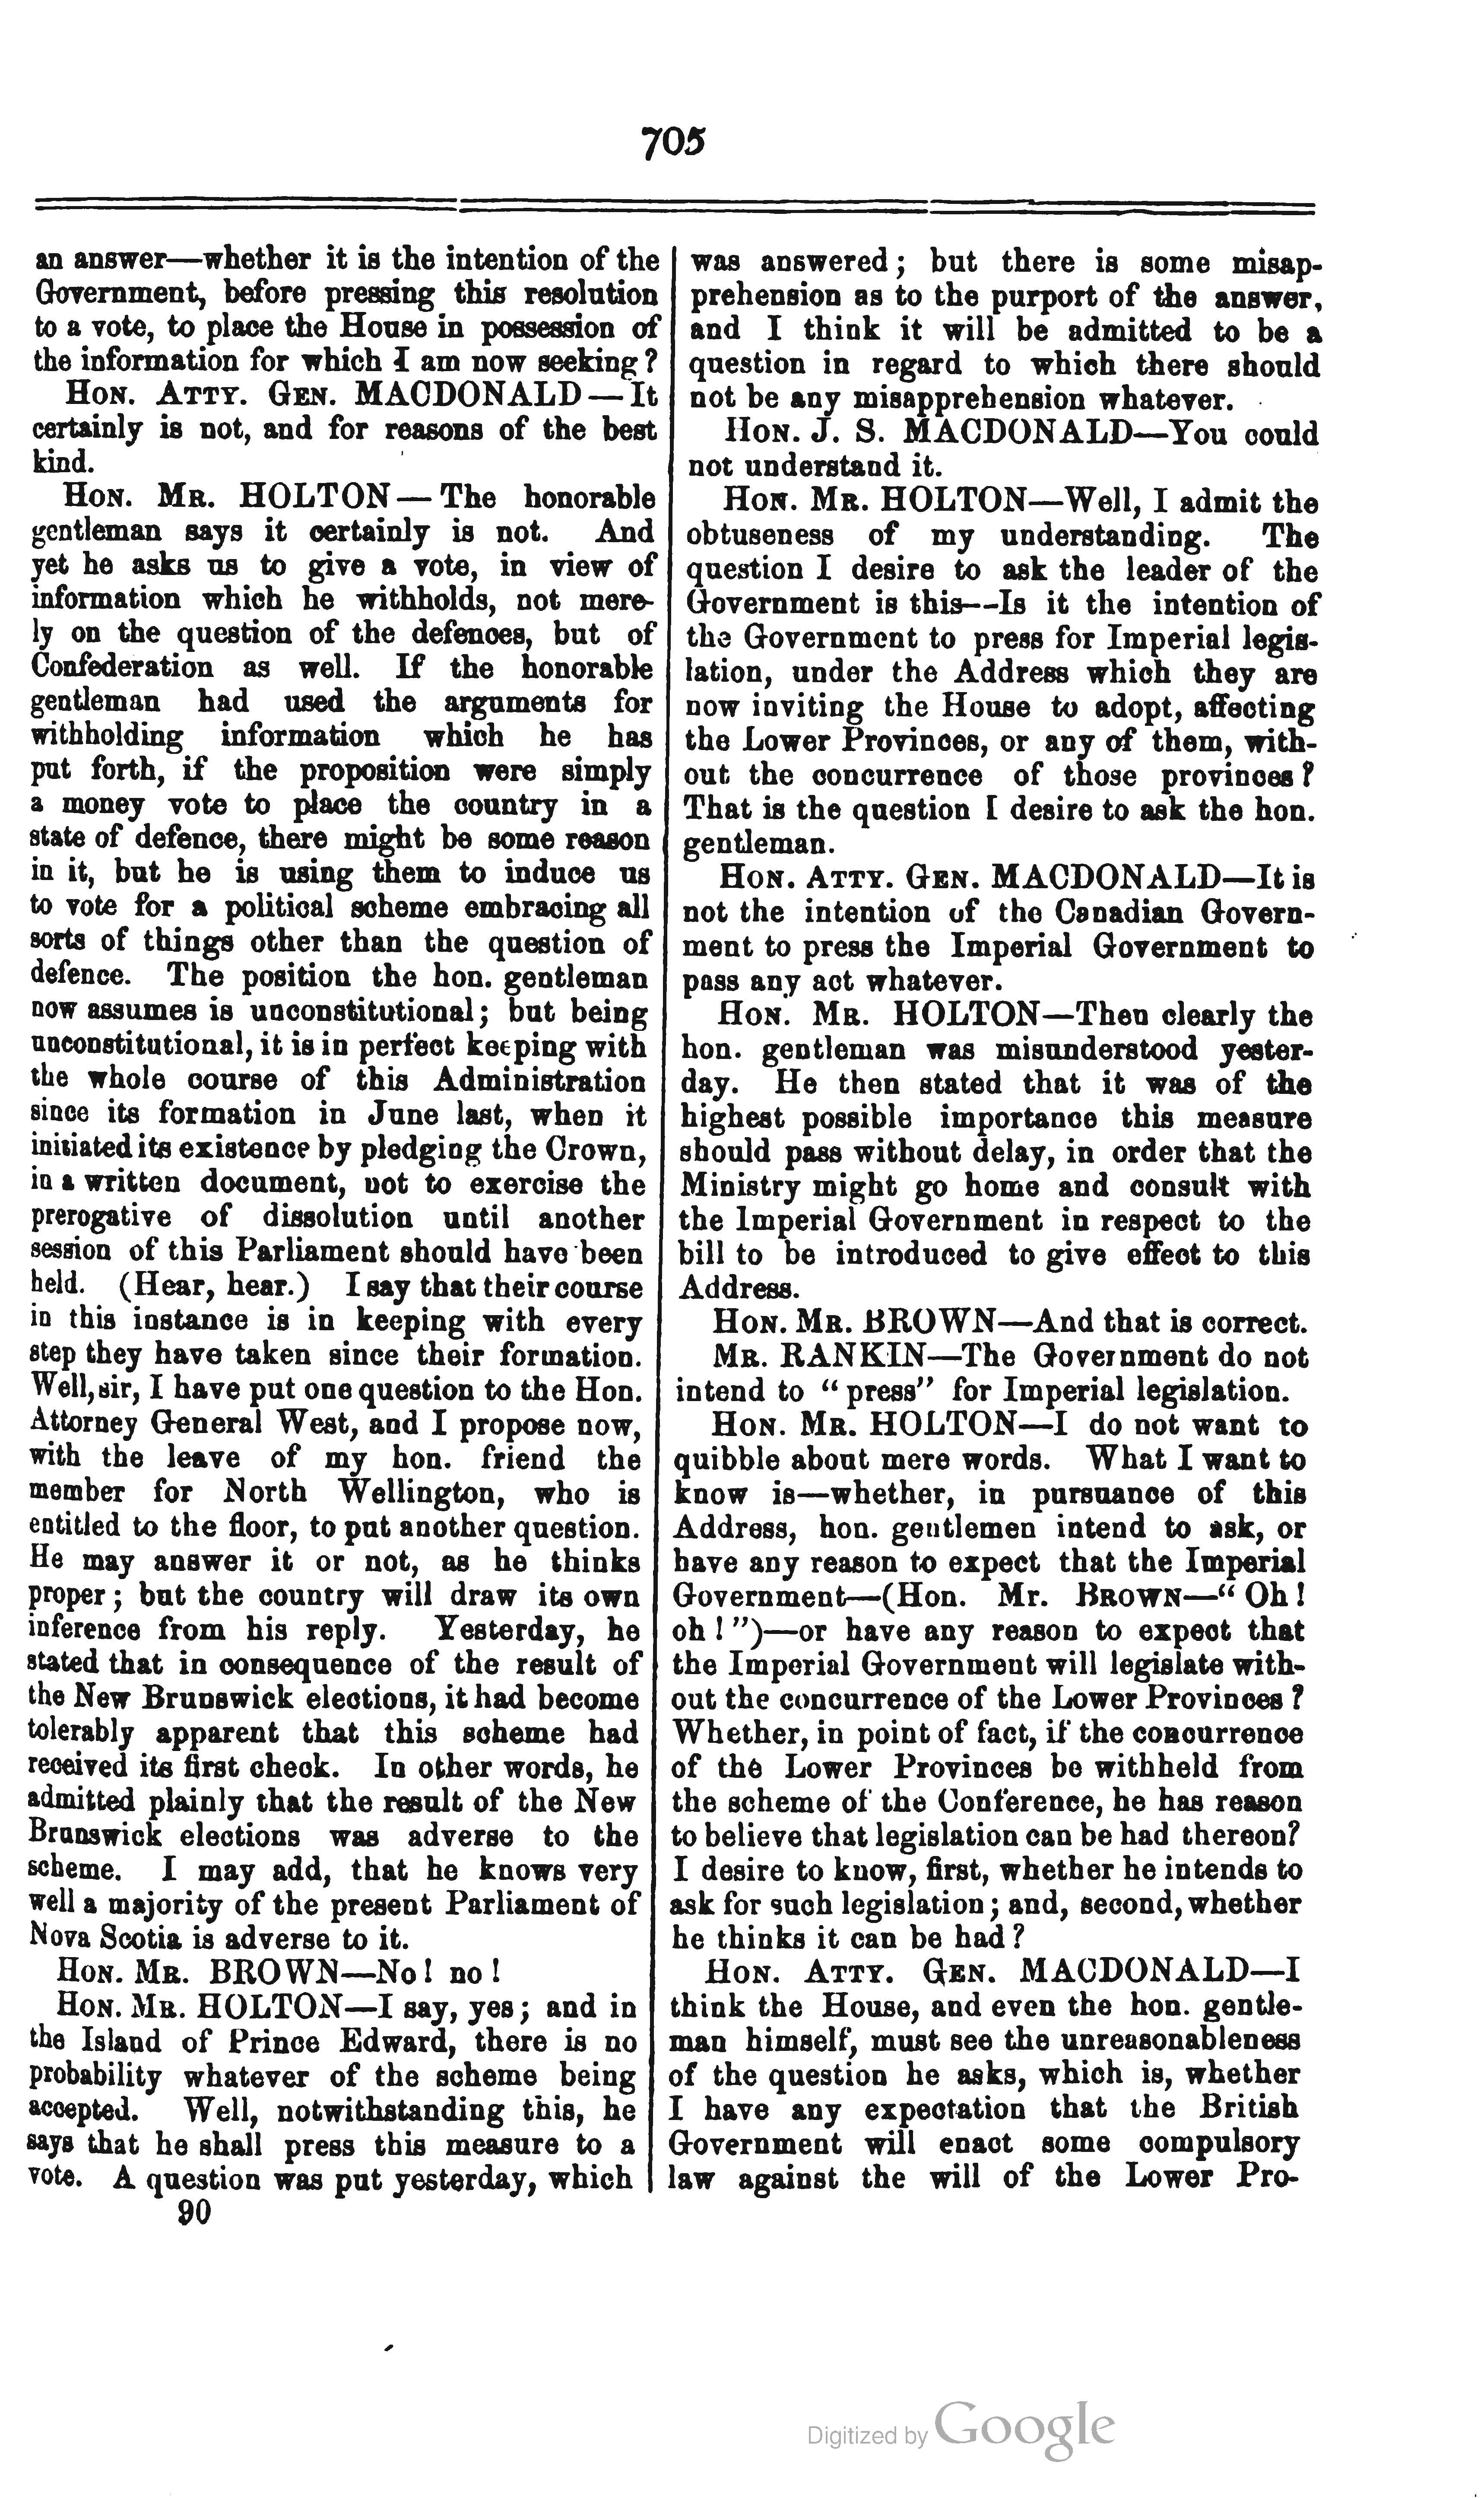 705
an answer—whether it is the intention of the
Government, before pressing this resolution
to a vote, to place the House in possession of
the information for which I am now seeking?
HON. ATTY. GEN. MACDONALD—It
certainly is not, and for reasons of the best
kind.
HON. MR. HOLTON—The honorable
gentleman says it certainly is not. And
yet he asks us to give a vote, in view of
information which he withholds, not mere-
ly on the question of the defences, but of
Confederation as well. If the honorable
gentleman had used the arguments for
withholding information which he has
put forth, if the proposition were simply
a money vote to place the country in a
state of defence, there might be some reason
in it, but he is using them to induce us
to vote for a political scheme embracing all
sorts of things other than the question of
defence. The position the hon. gentleman
now assumes is unconstitutional; but being
unconstitutional, it is in perfect keeping with
the whole course of this Administration
since its formation in June last, when it
initiated its existence by pledging the Crown,
in a written document, not to exercise the
prerogative of dissolution until another
session of this Parliament should have been
held. (Hear, hear.) I say that their course
in this instance is in keeping with every
step they have taken since their formation.
Well, sir, I have put one question to the Hon.
Attorney General West, and I propose now,
with the leave of my hon. friend the
member for North Wellington, who is
entitled to the floor, to put another question.
He may answer it or not, as he thinks
proper; but the country will draw its own
inference from his reply. Yesterday, he
stated that in consequence of the result of
the New Brunswick elections, it had become
tolerably apparent that this scheme had
received its first check. In other words, he
admitted plainly that the result of the New
Brunswick elections was adverse to the
scheme. I may add, that he knows very
well a majority of the present Parliament of
Nova Scotia is adverse to it.
HON. MR. BROWN—No! no!
HON. MR. HOLTON—I say, yes; and in
the Island of Prince Edward, there is no
probability whatever of the scheme being
accepted. Well, notwithstanding this, he
says that he shall press this measure to a
vote. A question was put yesterday, which
90
was answered; but there is some misap-
prehension as to the purport of the answer,
and I think it will be admitted to be a
question in regard to which there should
not be any misapprehension whatever.
HON. J. S. MACDONALD—You could
not understand it.
HON. MR. HOLTON—Well, I admit the
obtuseness of my understanding. The
question I desire to ask the leader of the
Government is this—Is it the intention of
the Government to press for Imperial legis-
lation, under the Address which they are
now inviting the House to adopt, affecting
the Lower Provinces, or any of them, with-
out the concurrence of those provinces?
That is the question I desire to ask the hon.
gentleman.
HON. ATTY. GEN. MACDONALD—It is
not the intention of the Canadian Govern-
ment to press the Imperial Government to
pass any act whatever.
HON. MR. HOLTON—Then clearly the
hon. gentleman was misunderstood yester-
day. He then stated that it was of the
highest possible importance this measure
should pass without delay, in order that the
Ministry might go home and consult with
the Imperial Government in respect to the
bill to be introduced to give effect to this
Address.
HON. MR. BROWN—And that is correct.
MR. RANKIN—The Government do not
intend to “press” for Imperial legislation.
HON. MR. HOLTON—I do not want to
quibble about mere words. What I want to
know is—whether, in pursuance of this
Address, hon. gentlemen intend to ask, or
have any reason to expect that the Imperial
Government—(Hon. Mr. BROWN—“Oh!
oh!”)—or have any reason to expect that
the Imperial Government will legislate with-
out the concurrence of the Lower Provinces?
Whether, in point of fact, if the concurrence
of the Lower Provinces be withheld from
the scheme of the Conference, he has reason
to believe that legislation can be had thereon?
I desire to know, first, whether he intends to
ask for such legislation; and, second, whether
he thinks it can be had?
HON. ATTY. GEN. MACDONALD—I
think the House, and even the hon. gentle-
man himself, must see the unreasonableness
of the question he asks, which is, whether
I have any expectation that the British
Government will enact some compulsory
law against the will of the Lower Pro-
Digitized by Google